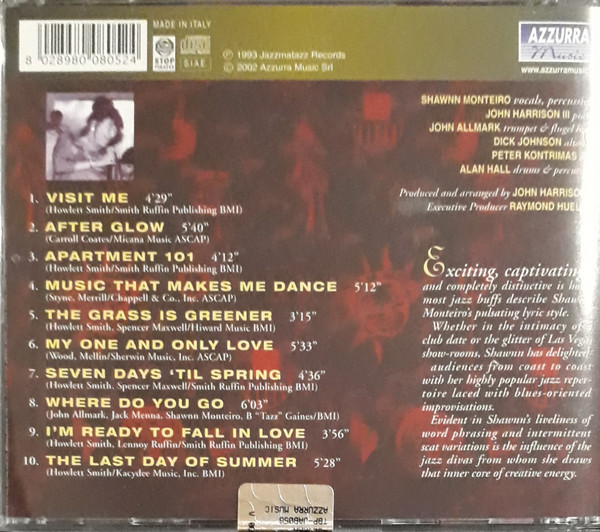 MADE IN ITALY
8 028980 080524
STOP
S.I.A.E.
℗ 1993 Jazzmatazz Records
© 2002 Azzurra Music Srl
AZZURRA
Music
www.azzurramusic
SHAWNN MONTEIRO vocals, percussion
JOHN HARRISON III
JOHN ALLMARK trumpet & flugel
DICK JOHNSON
PETER KONTRIMAS
ALAN HALL drums &
Produced and arranged by JOHN HARRISON
Executive Producer RAYMOND
1. VISIT ME 4'29"
(Howlett Smith/Smith Ruffin Publishing BMI)
2. AFTER GLOW 5'40"
(Carroll Coates/Micana Music ASCAP)
3. APARTMENT 101 4'12"
(Howlett Smith/Smith Ruffin Publishing BMI)
4. MUSIC THAT MAKES ME DANCE 5'12"
(Styne, Merrill/Chappell & Co., Inc. ASCAP)
5. THE GRASS IS GREENER 3'15"
(Howlett Smith, Spencer Maxwell/Hiward Music BMI)
6. MY ONE AND ONLY LOVE 5'33"
(Wood, Mellin/Sherwin Music, Inc. ASCAP)
7. SEVEN DAYS 'TIL SPRING 4'36"
(Howlett Smith, Spencer Maxwell/Smith Ruffin Publishing BMI)
8. WHERE DO YOU GO 6'03"
(John Allmark, Jack Menna, Shawnn Monteiro, B "Tazz" Gaines/BMI)
9. I'M READY TO FALL IN LOVE 3'56"
(Howlett Smith, Lennoy Ruffin/Smith Ruffin Publishing BMI)
10. THE LAST DAY OF SUMMER 5'28"
(Howlett Smith/Kacydee Music, Inc. BMI)
Exciting, captivating
and completely distinctive is how
most jazz buffs describe Shawnn
Monteiro's pulsating lyric style.
Whether in the intimacy of
club date or the glitter of Las Vegas
show-rooms, Shawnn has delighted
audiences from coast to coast
with her highly popular jazz reper-
toire laced with blues-oriented
improvisations.
Evident in Shawnn's liveliness of
word phrasing and intermittent
scat variations is the influence of the
jazz divas from whom she draws
that inner core of creative energy.
TBP-JAB058
AZZURRA MUSIC